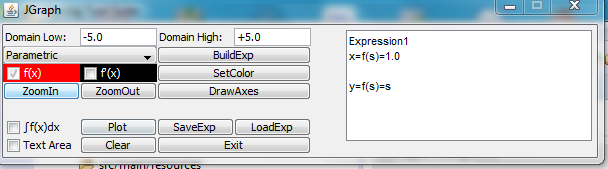 JGraph
Domain Low: -5.0 Domain High: +5.0
Parametric BuildExp
f(x) f'(x) SetColor
ZoomIn ZoomOut DrawAxes
∫f(x)dx Plot SaveExp LoadExp
Text Area Clear Exit
Expression1
x=f(s)=1.0
y=f(s)=s
src/main/resources